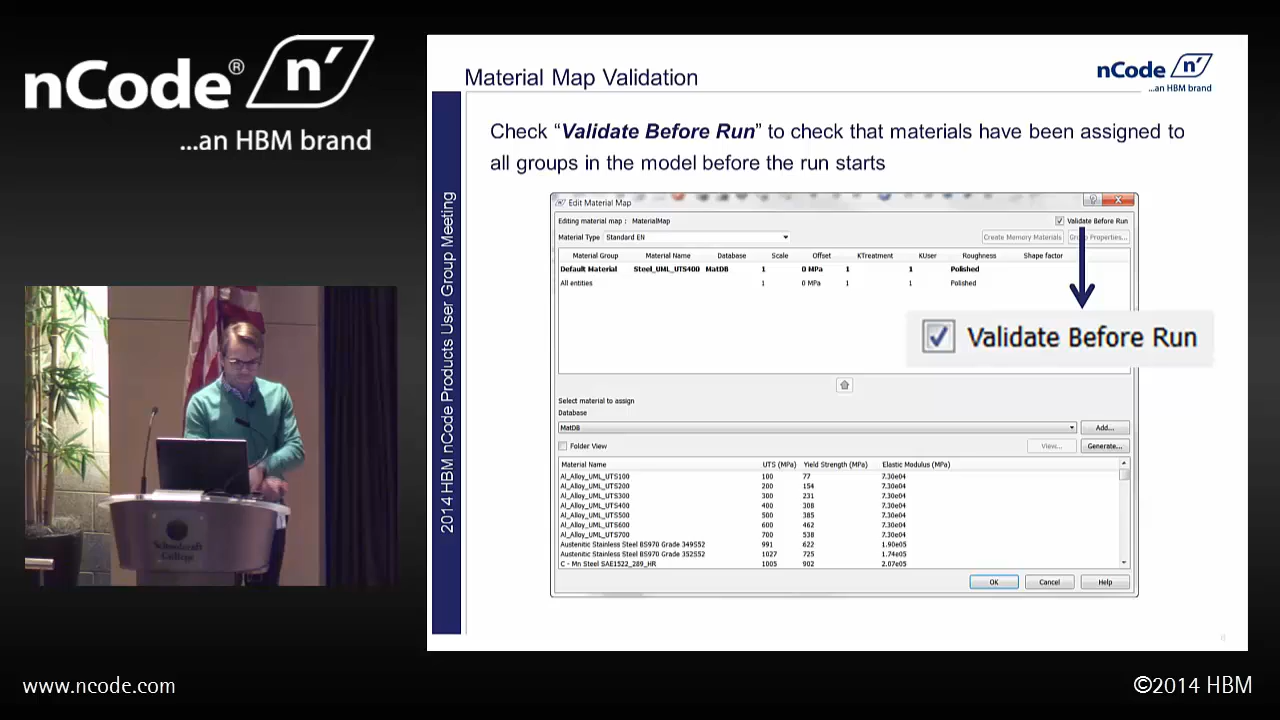 nCode® n'
...an HBM brand
Material Map Validation
nCode n'
...an HBM brand
Check “Validate Before Run” to check that materials have been assigned to
all groups in the model before the run starts
2014 HBM nCode Products User Group Meeting
Edit Material Map
Editing material map : MaterialMap
Validate Before Run
Material Type Standard EN
Create Memory Materials
Material Group Material Name Database Scale Offset KTreatment KUser Roughness Shape factor
Default Material Steel_UML_UTS400 MatDB 1 0 MPa 1 1 Polished
All entities 1 0 MPa 1 1 Polished
Validate Before Run
Select material to assign
Database
MatDB Add...
Folder View View... Generate...
Material Name UTS (MPa) Yield Strength (MPa) Elastic Modulus (MPa)
Al_Alloy_UML_UTS100 100 77 7.30e04
Al_Alloy_UML_UTS200 200 154 7.30e04
Al_Alloy_UML_UTS300 300 231 7.30e04
Al_Alloy_UML_UTS400 400 308 7.30e04
Al_Alloy_UML_UTS500 500 385 7.30e04
Al_Alloy_UML_UTS600 600 462 7.30e04
Al_Alloy_UML_UTS700 700 538 7.30e04
Austenitic Stainless Steel BS970 Grade 349S52 991 622 1.90e05
Austenitic Stainless Steel BS970 Grade 352S52 1027 725 1.74e05
C - Mn Steel SAE1522_289_HR 1005 902 2.07e05
OK Cancel Help
Schoolcraft
College
www.ncode.com
©2014 HBM